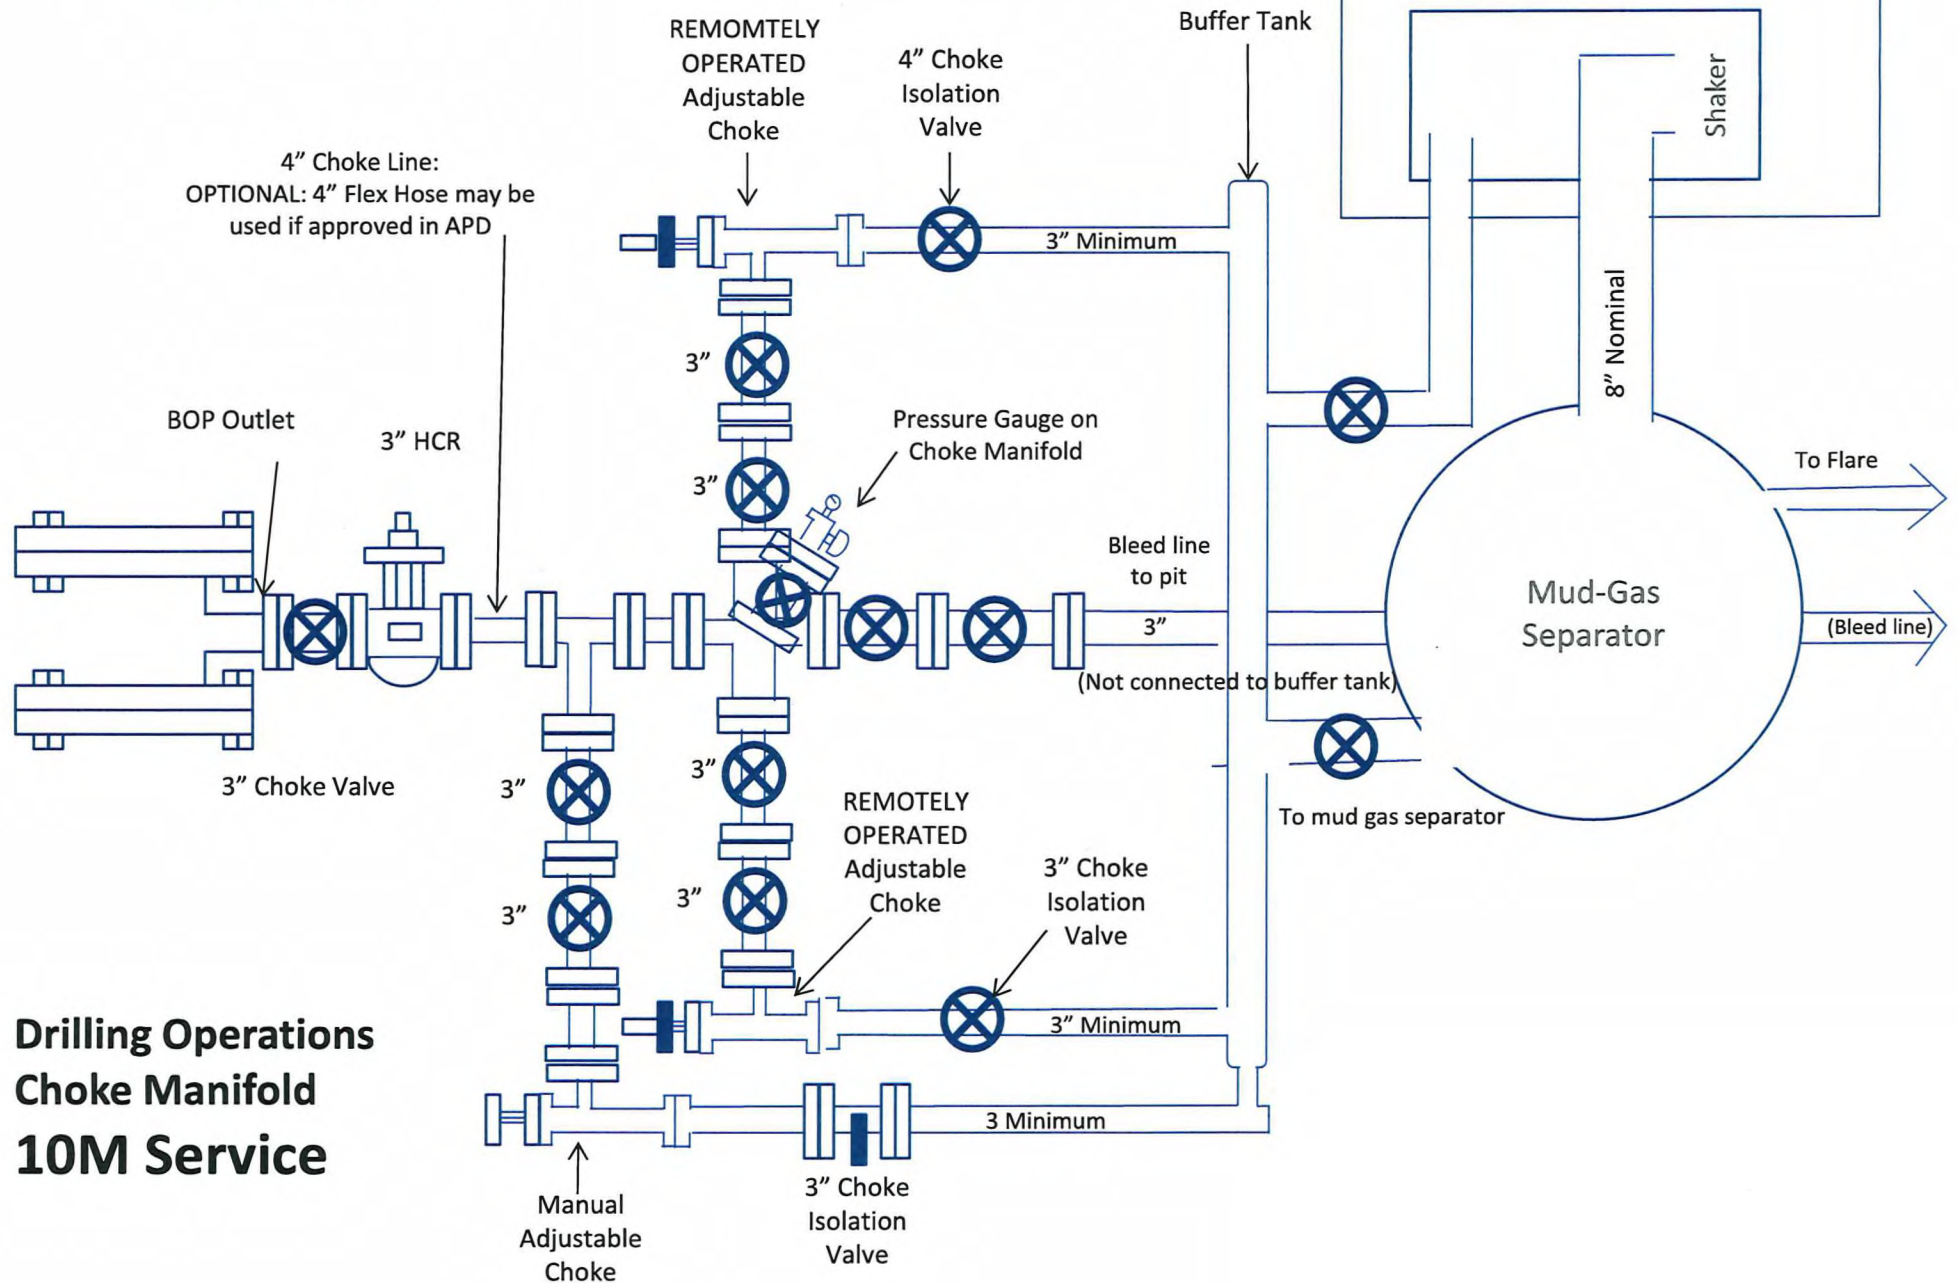 REMOMTELY
OPERATED
Adjustable
Choke
4” Choke
Isolation
Valve
Buffer Tank
Shaker
4” Choke Line:
OPTIONAL: 4” Flex Hose may be
used if approved in APD
3” Minimum
8” Nominal
3”
BOP Outlet
3” HCR
Pressure Gauge on
Choke Manifold
3”
To Flare
Bleed line
to pit
3”
(Not connected to buffer tank)
Mud-Gas
Separator
(Bleed line)
3” Choke Valve
3”
3”
To mud gas separator
REMOTELY
OPERATED
Adjustable
Choke
3” Choke
Isolation
Valve
3”
3”
3” Minimum
Drilling Operations
Choke Manifold
10M Service
3 Minimum
Manual
Adjustable
Choke
3” Choke
Isolation
Valve